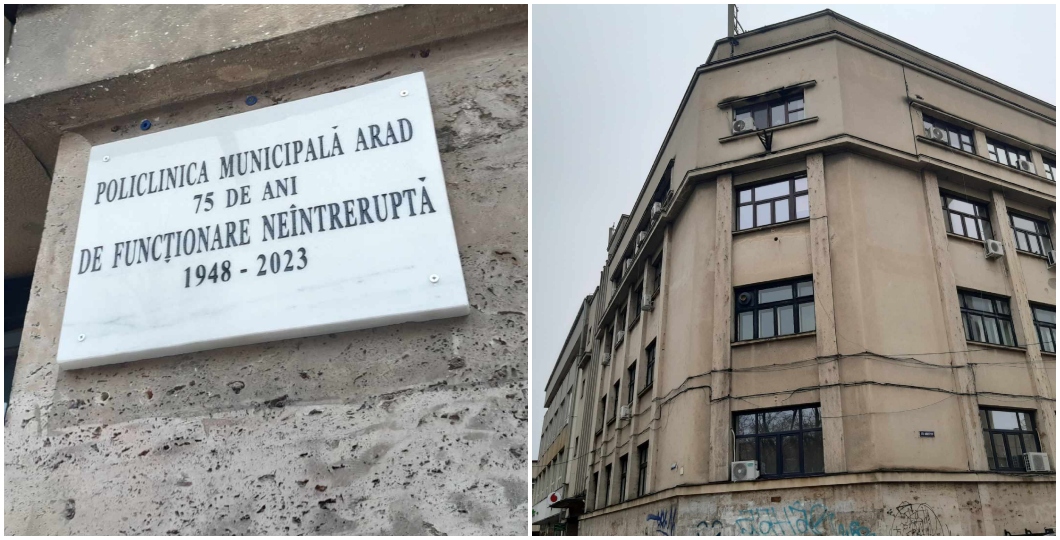 POLICLINICA MUNICIPALĂ ARAD
75 DE ANI
DE FUNCȚIONARE NEÎNTRERUPTĂ
1948 - 2023